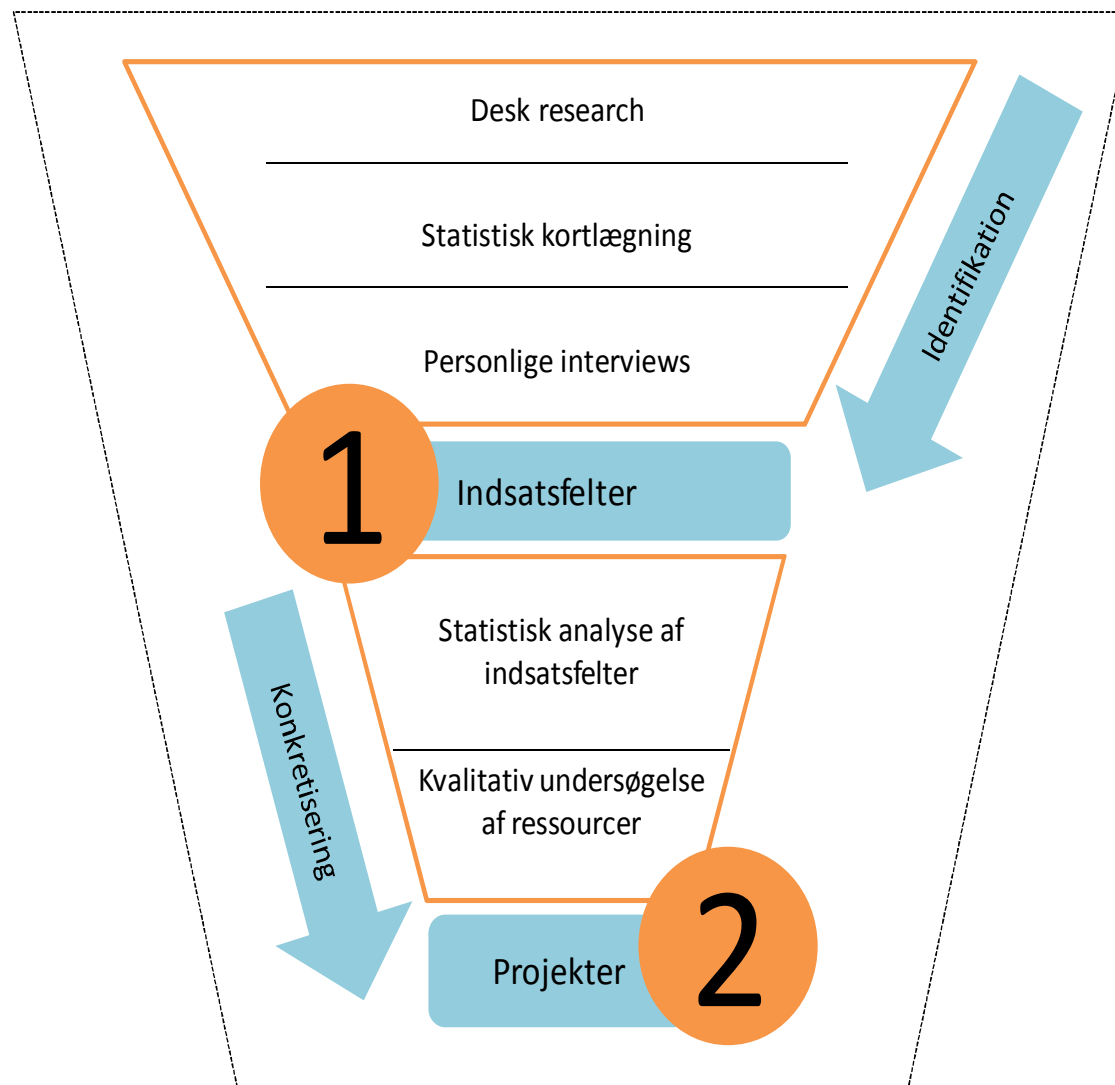 Desk research
Statistisk kortlægning
Personlige interviews
Identifikation
1
Indsatsfelter
Statistisk analyse af
indsatsfelter
Konkretisering
Kvalitativ undersøgelse
af ressourcer
Projekter
2